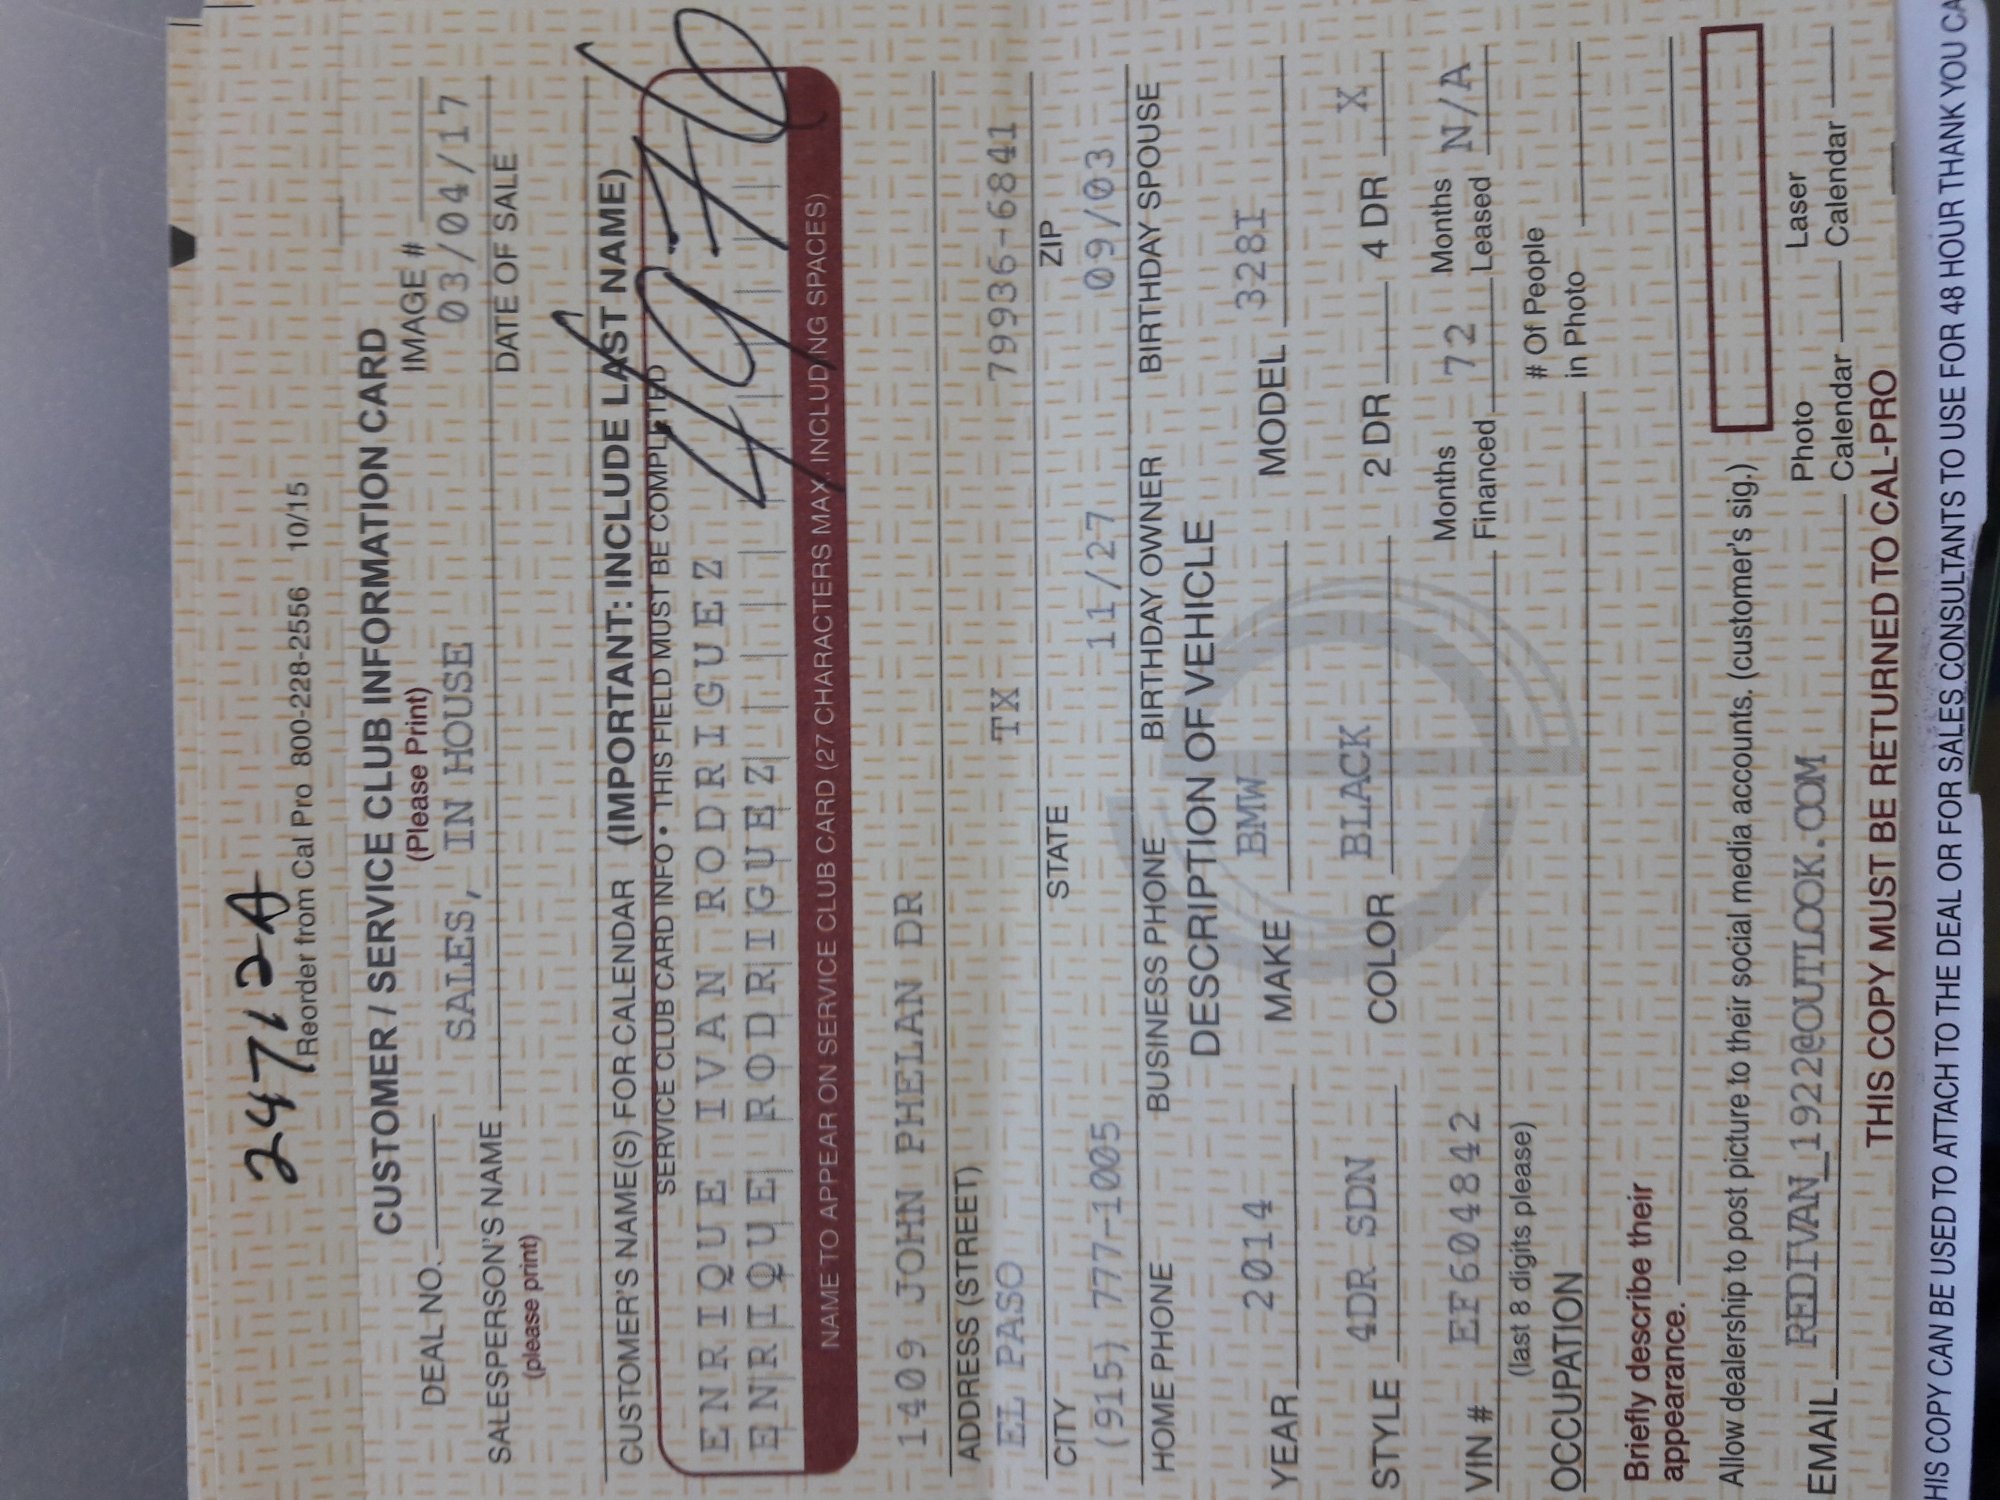 2471 2A
Reorder from Cal Pro 800-228-2556 10/15
CUSTOMER / SERVICE CLUB INFORMATION CARD
(Please Print)
DEAL NO. IMAGE #
SALES, IN HOUSE 03/04/17
SALESPERSON'S NAME DATE OF SALE
(please print)
CUSTOMER'S NAME(S) FOR CALENDAR (IMPORTANT: INCLUDE LAST NAME)
SERVICE CLUB CARD INFO • THIS FIELD MUST BE COMPLETED
ENRIQUE IVAN RODRIGUEZ
ENRIQUE RODRIGUEZ
4976
NAME TO APPEAR ON SERVICE CLUB CARD (27 CHARACTERS MAX. INCLUDING SPACES)
1409 JOHN PHELAN DR
ADDRESS (STREET)
EL PASO TX 79936-6841
CITY STATE ZIP
(915) 777-1005 11/27 09/03
HOME PHONE BUSINESS PHONE BIRTHDAY OWNER BIRTHDAY SPOUSE
DESCRIPTION OF VEHICLE
YEAR 2014 MAKE BMW MODEL 328I
STYLE 4DR SDN COLOR BLACK 2 DR 4 DR X
VIN # EF604842 Months Financed 72 Months Leased N/A
(last 8 digits please)
OCCUPATION # Of People in Photo
Briefly describe their
appearance.
Allow dealership to post picture to their social media accounts. (customer's sig.)
EMAIL REDIVAN_1922@OUTLOOK.COM Photo Calendar Laser Calendar
THIS COPY MUST BE RETURNED TO CAL-PRO
HIS COPY CAN BE USED TO ATTACH TO THE DEAL OR FOR SALES CONSULTANTS TO USE FOR 48 HOUR THANK YOU CA